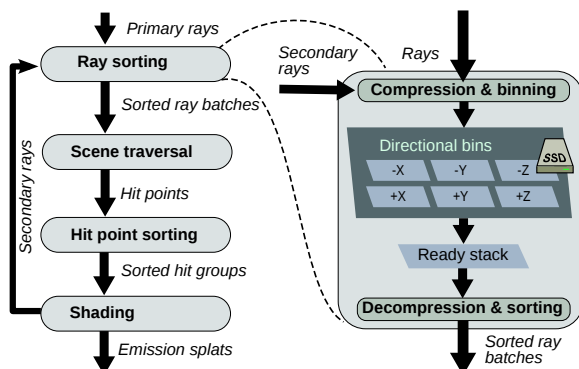 Primary rays
Ray sorting
Sorted ray batches
Scene traversal
Hit points
Hit point sorting
Sorted hit groups
Shading
Emission splats
Secondary rays
Secondary
rays
Rays
Compression & binning
Directional bins
SSD
-X -Y -Z
+X +Y +Z
Ready stack
Decompression & sorting
Sorted ray
batches